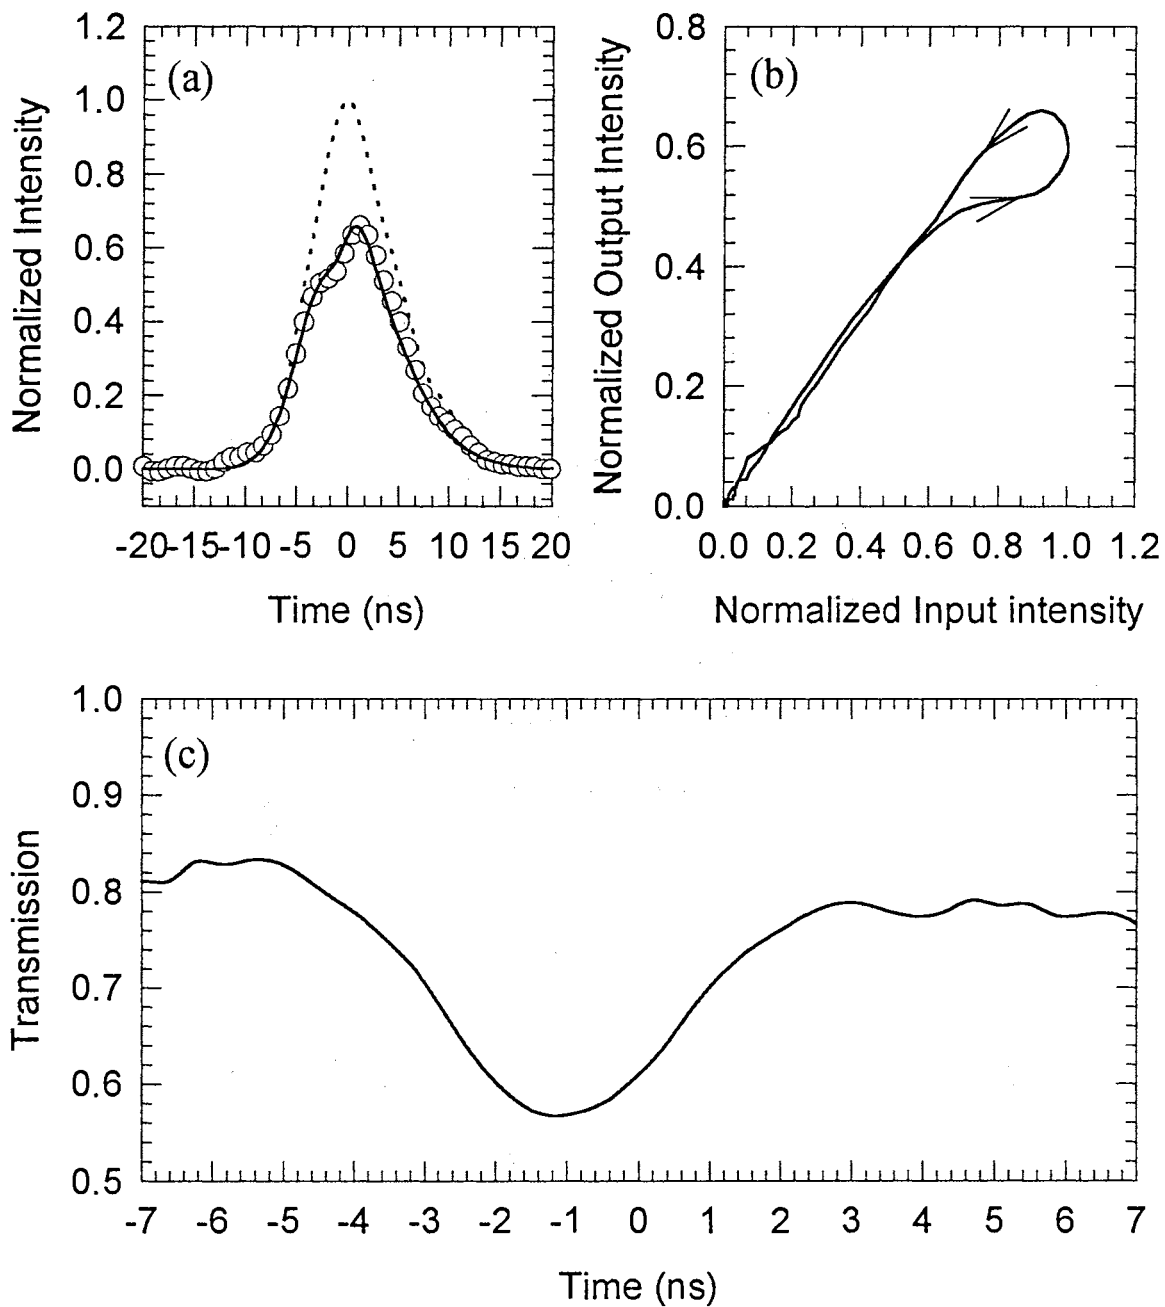 (a)
Normalized Intensity
1.2
1.0
0.8
0.6
0.4
0.2
0.0
-20 -15 -10 -5 0 5 10 15 20
Time (ns)
(b)
Normalized Output Intensity
0.8
0.6
0.4
0.2
0.0
0.0 0.2 0.4 0.6 0.8 1.0 1.2
Normalized Input intensity
(c)
Transmission
1.0
0.9
0.8
0.7
0.6
0.5
-7 -6 -5 -4 -3 -2 -1 0 1 2 3 4 5 6 7
Time (ns)